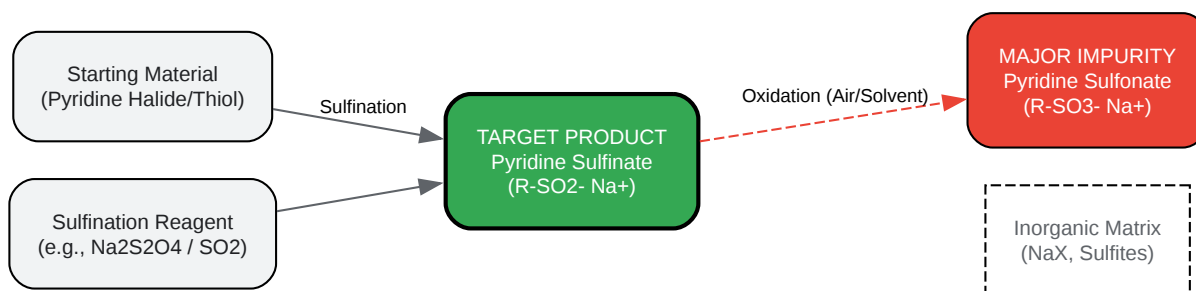 Starting Material
(Pyridine Halide/Thiol)
Sulfination
Sulfination Reagent
(e.g., Na2S2O4 / SO2)
TARGET PRODUCT
Pyridine Sulfinate
(R-SO2- Na+)
Oxidation (Air/Solvent)
MAJOR IMPURITY
Pyridine Sulfonate
(R-SO3- Na+)
Inorganic Matrix
(NaX, Sulfites)